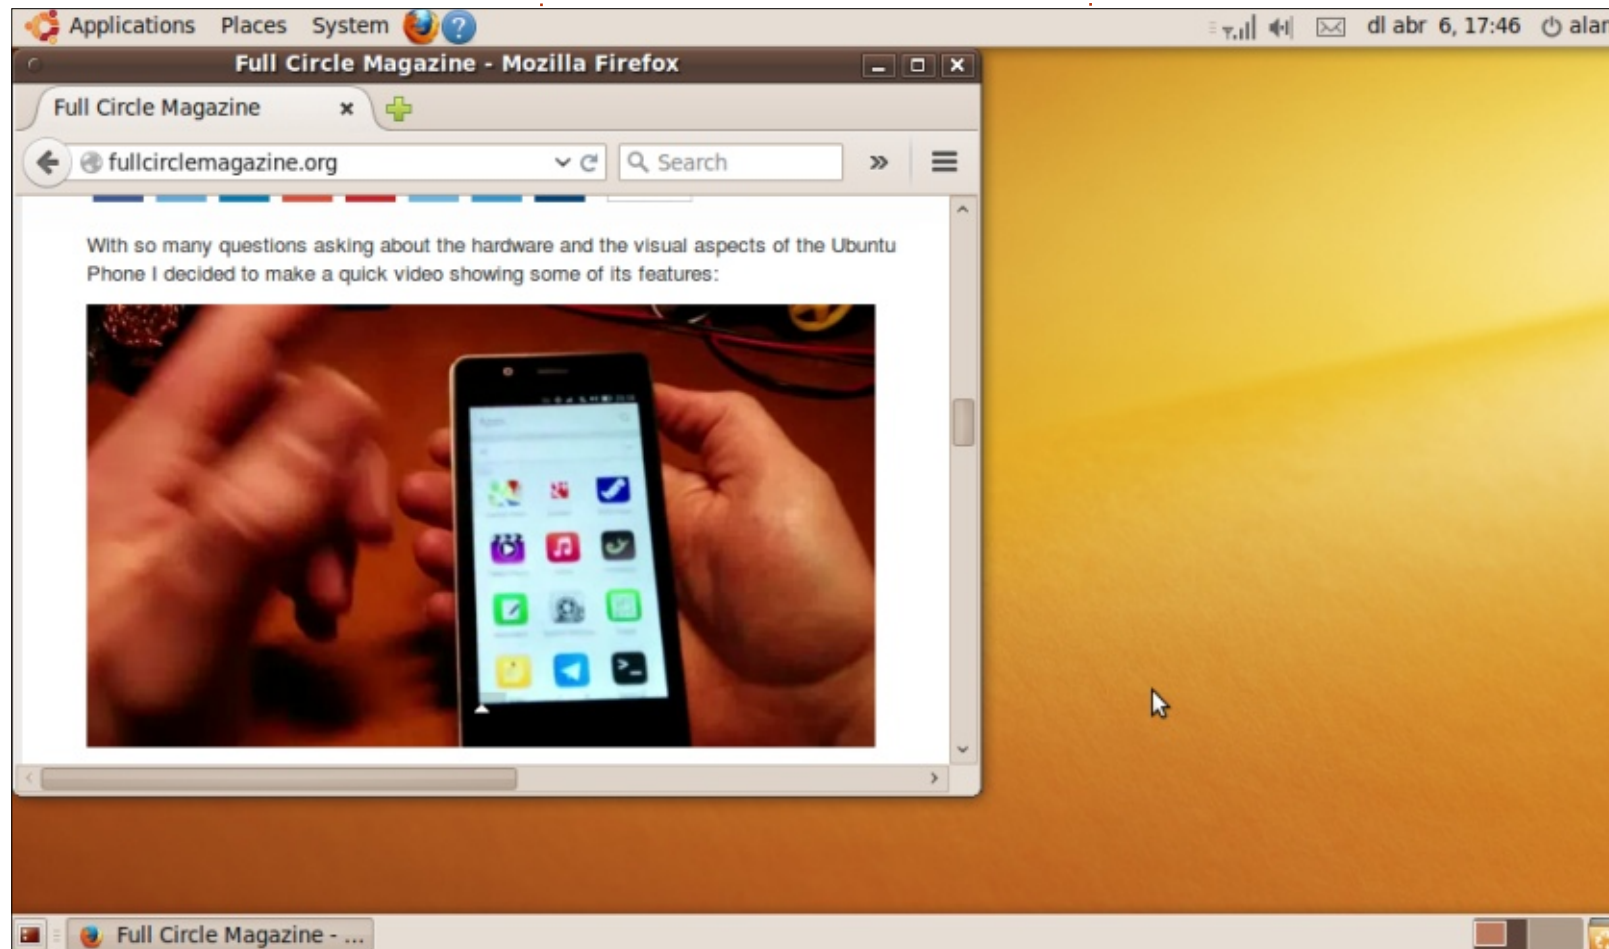 Applications Places System dl abr 6, 17:46 alan
Full Circle Magazine - Mozilla Firefox
Full Circle Magazine
fullcirclemagazine.org Search
With so many questions asking about the hardware and the visual aspects of the Ubuntu
Phone I decided to make a quick video showing some of its features:
Full Circle Magazine - ...